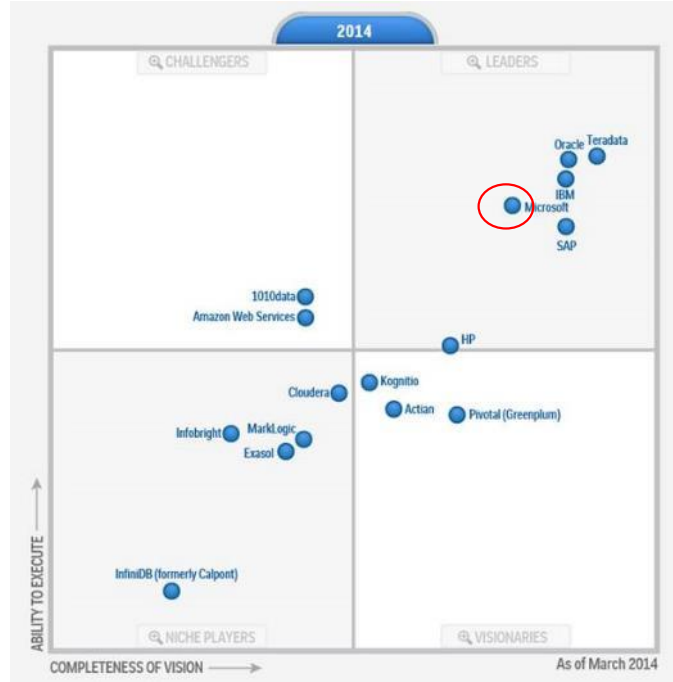 2014
CHALLENGERS
LEADERS
Oracle Teradata
IBM
Microsoft
SAP
1010data
Amazon Web Services
HP
Cloudera
Kognitio
Actian
Pivotal (Greenplum)
Infobright
MarkLogic
Exasol
InfiniDB (formerly Calpont)
NICHE PLAYERS
VISIONARIES
ABILITY TO EXECUTE
COMPLETENESS OF VISION
As of March 2014